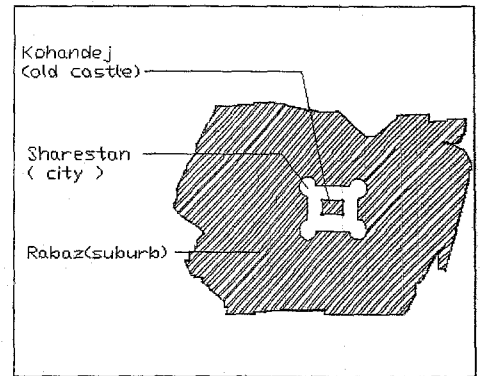 Kohandej
(old castle)
Sharestan
( city )
Rabaz(suburb)